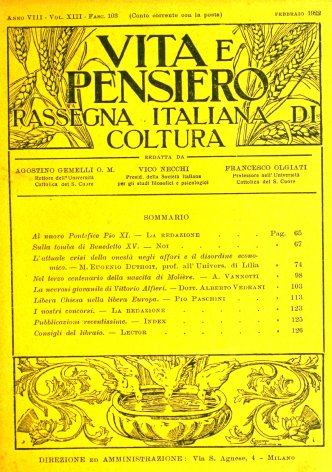 ANNO VIII - VOL. XIII - FASC. 103 (Conto corrente con la posta) FEBBRAIO 1922
VITA E
PENSIERO
RASSEGNA ITALIANA DI
COLTURA
REDATTA DA
AGOSTINO GEMELLI O. M. VICO NECCHI FRANCESCO OLGIATI
Rettore dell'Università Presid. della Società Italiana Professore nell'Università
Cattolica del S. Cuore per gli studi filosofici e psicologici Cattolica del S. Cuore
SOMMARIO
Al nuovo Pontefice Pio XI. — LA REDAZIONE Pag. 65
Sulla tomba di Benedetto XV. — NOI » 67
L'attuale crisi della onestà negli affari e il disordine econo-
mico. — M. EUGENIO DUTHOIT, prof. all'Univers. di Lilla » 74
Nel terzo centenario della nascita di Molière. — A. VANNOTTI » 98
La nevrosi giovanile di Vittorio Alfieri. — DOTT. ALBERTO VEDRANI » 103
Libera Chiesa nella libera Europa. — PIO PASCHINI » 113
I nostri concorsi. — LA REDAZIONE » 123
Pubblicazioni recentissime. — INDEX » 125
Consigli del libraio. — LECTOR » 126
DIREZIONE ED AMMINISTRAZIONE: Via S. Agnese, 4 - MILANO